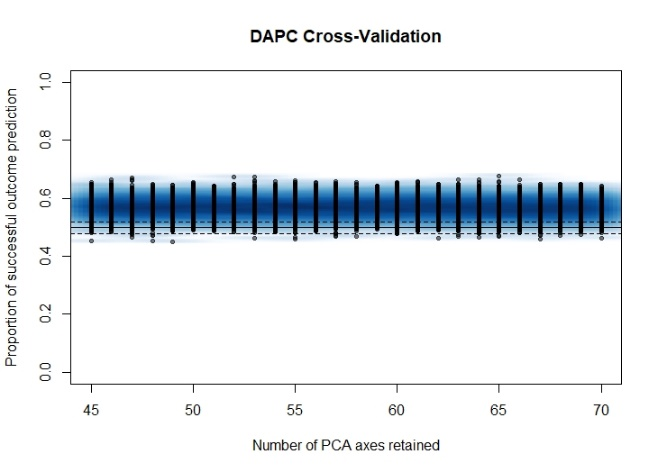 DAPC Cross-Validation
Proportion of successful outcome prediction
1.0
0.8
0.6
0.4
0.2
0.0
45 50 55 60 65 70
Number of PCA axes retained